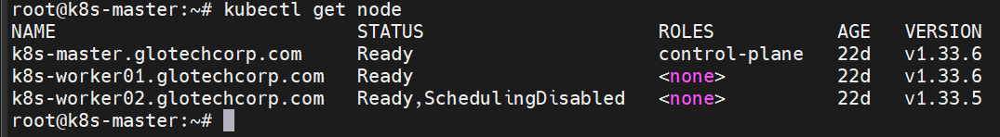 root@k8s-master:~# kubectl get node
NAME STATUS ROLES AGE VERSION
k8s-master.glotechcorp.com Ready control-plane 22d v1.33.6
k8s-worker01.glotechcorp.com Ready <none> 22d v1.33.6
k8s-worker02.glotechcorp.com Ready,SchedulingDisabled <none> 22d v1.33.5
root@k8s-master:~#